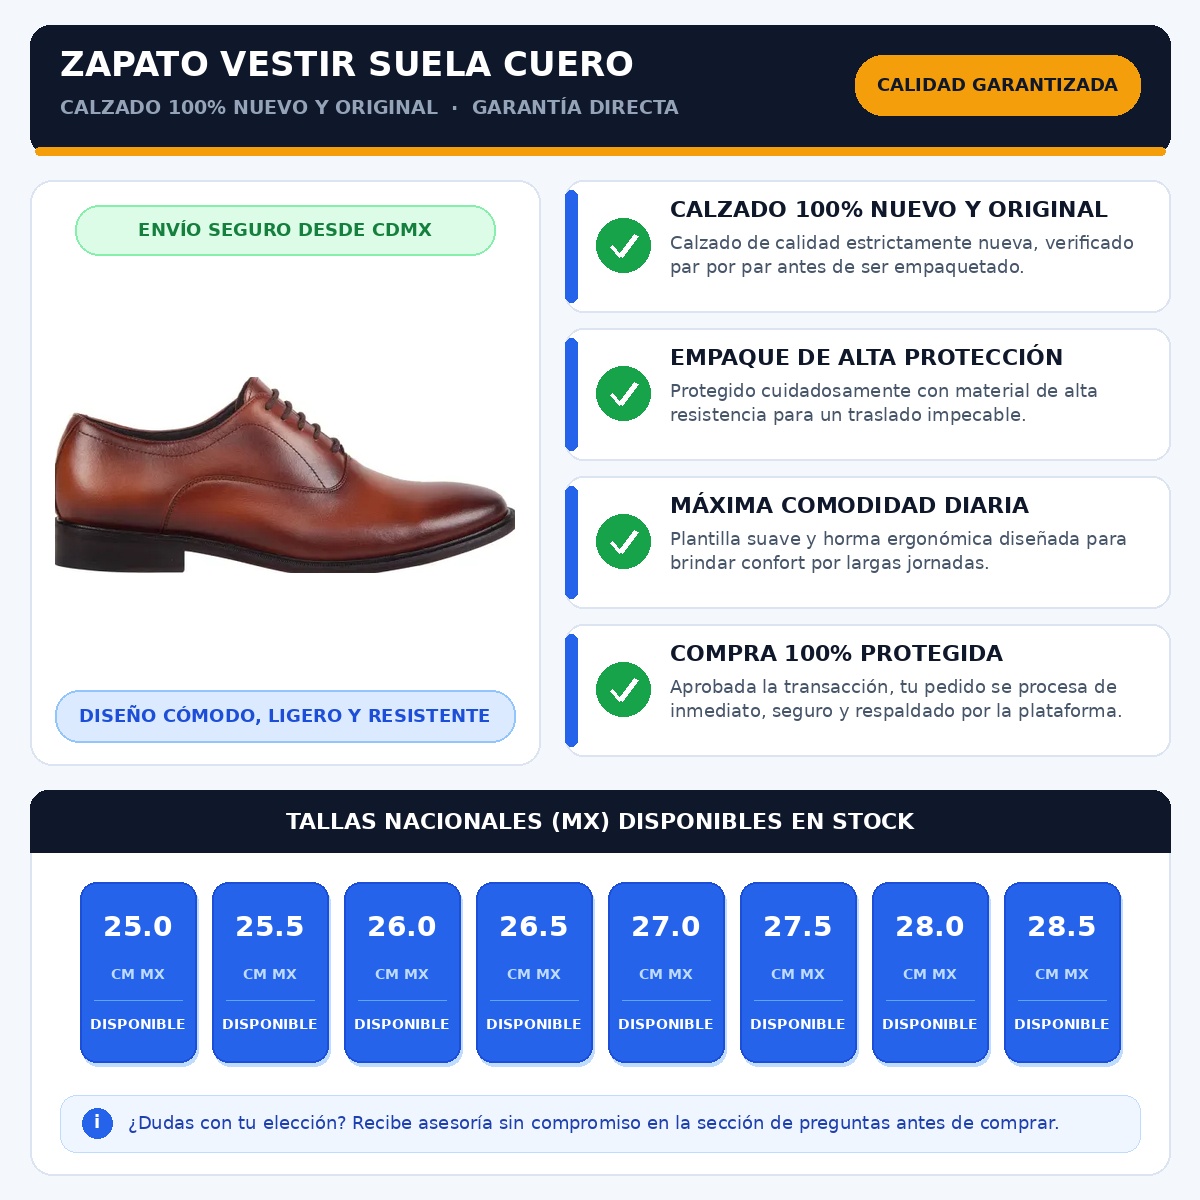 ZAPATO VESTIR SUELA CUERO
CALZADO 100% NUEVO Y ORIGINAL · GARANTÍA DIRECTA
CALIDAD GARANTIZADA
ENVÍO SEGURO DESDE CDMX
DISEÑO CÓMODO, LIGERO Y RESISTENTE
CALZADO 100% NUEVO Y ORIGINAL
Calzado de calidad estrictamente nueva, verificado
par por par antes de ser empaquetado.
EMPAQUE DE ALTA PROTECCIÓN
Protegido cuidadosamente con material de alta
resistencia para un traslado impecable.
MÁXIMA COMODIDAD DIARIA
Plantilla suave y horma ergonómica diseñada para
brindar confort por largas jornadas.
COMPRA 100% PROTEGIDA
Aprobada la transacción, tu pedido se procesa de
inmediato, seguro y respaldado por la plataforma.
TALLAS NACIONALES (MX) DISPONIBLES EN STOCK
25.0 25.5 26.0 26.5 27.0 27.5 28.0 28.5
CM MX CM MX CM MX CM MX CM MX CM MX CM MX CM MX
DISPONIBLE DISPONIBLE DISPONIBLE DISPONIBLE DISPONIBLE DISPONIBLE DISPONIBLE DISPONIBLE
i ¿Dudas con tu elección? Recibe asesoría sin compromiso en la sección de preguntas antes de comprar.